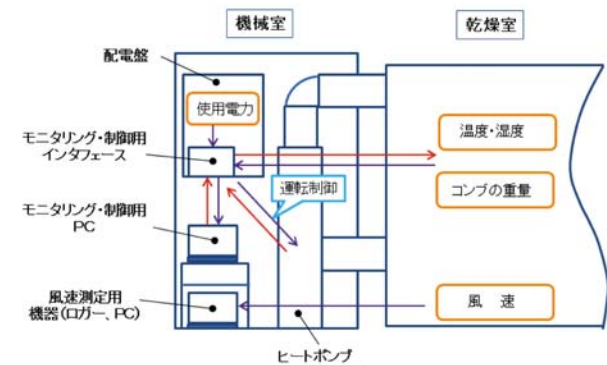 機械室
乾燥室
配電盤
使用電力
温度・湿度
モニタリング・制御用
インタフェース
運転制御
コンブの重量
モニタリング・制御用
PC
風速測定用
機器(ロガー、PC)
風 速
ヒートポンプ